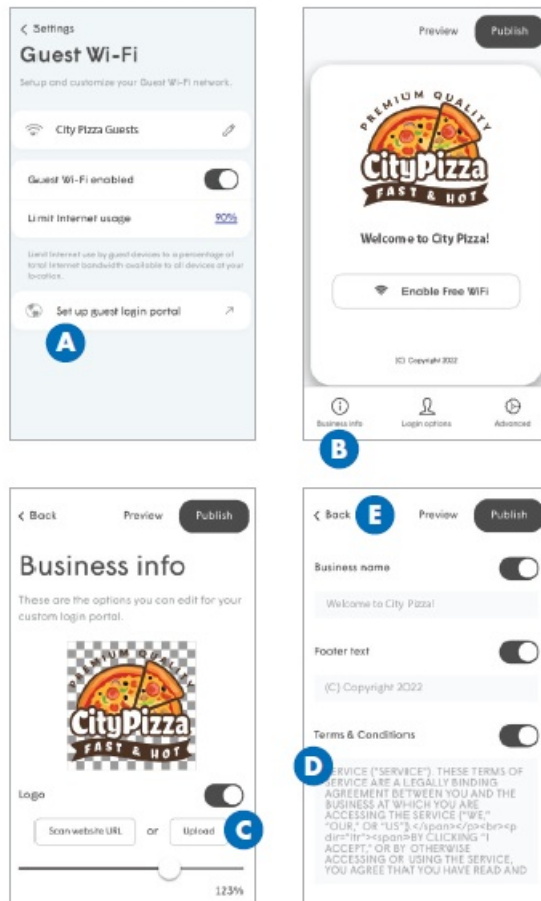 < Settings
Guest Wi-Fi
Setup and customize your Guest Wi-Fi network.
City Pizza Guests
Guest Wi-Fi enabled
Limit Internet usage 90%
Limit Internet use by guest devices to a percentage of
total Internet bandwidth available to all devices at your
location.
Set up guest login portal
A
Preview Publish
PREMIUM QUALITY
CityPizza
FAST & HOT
Welcome to City Pizza!
Enable Free WiFi
(C) Copyright 2022
Business info Login options Advanced
B
< Back Preview Publish
Business info
These are the options you can edit for your
custom login portal.
PREMIUM QUALITY
CityPizza
FAST & HOT
Logo
Scan website URL or Upload C
123%
< Back E Preview Publish
Business name
Welcome to City Pizza!
Footer text
(C) Copyright 2022
Terms & Conditions
D
SERVICE ("SERVICE"). THESE TERMS OF
SERVICE ARE A LEGALLY BINDING
AGREEMENT BETWEEN YOU AND THE
BUSINESS AT WHICH YOU ARE
ACCESSING THE SERVICE ("WE,"
"OUR," OR "US").</span></p><br><p
dir="ltr"><span>BY CLICKING "I
ACCEPT," OR BY OTHERWISE
ACCESSING OR USING THE SERVICE,
YOU AGREE THAT YOU HAVE READ AND